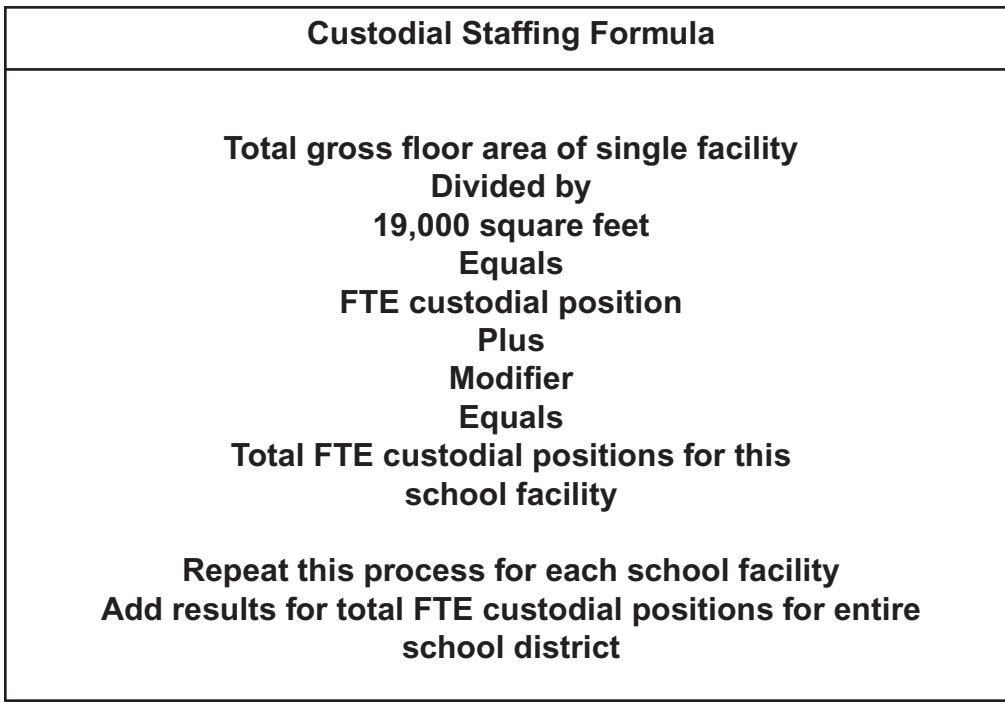 Custodial Staffing Formula
Total gross floor area of single facility
Divided by
19,000 square feet
Equals
FTE custodial position
Plus
Modifier
Equals
Total FTE custodial positions for this
school facility
Repeat this process for each school facility
Add results for total FTE custodial positions for entire
school district